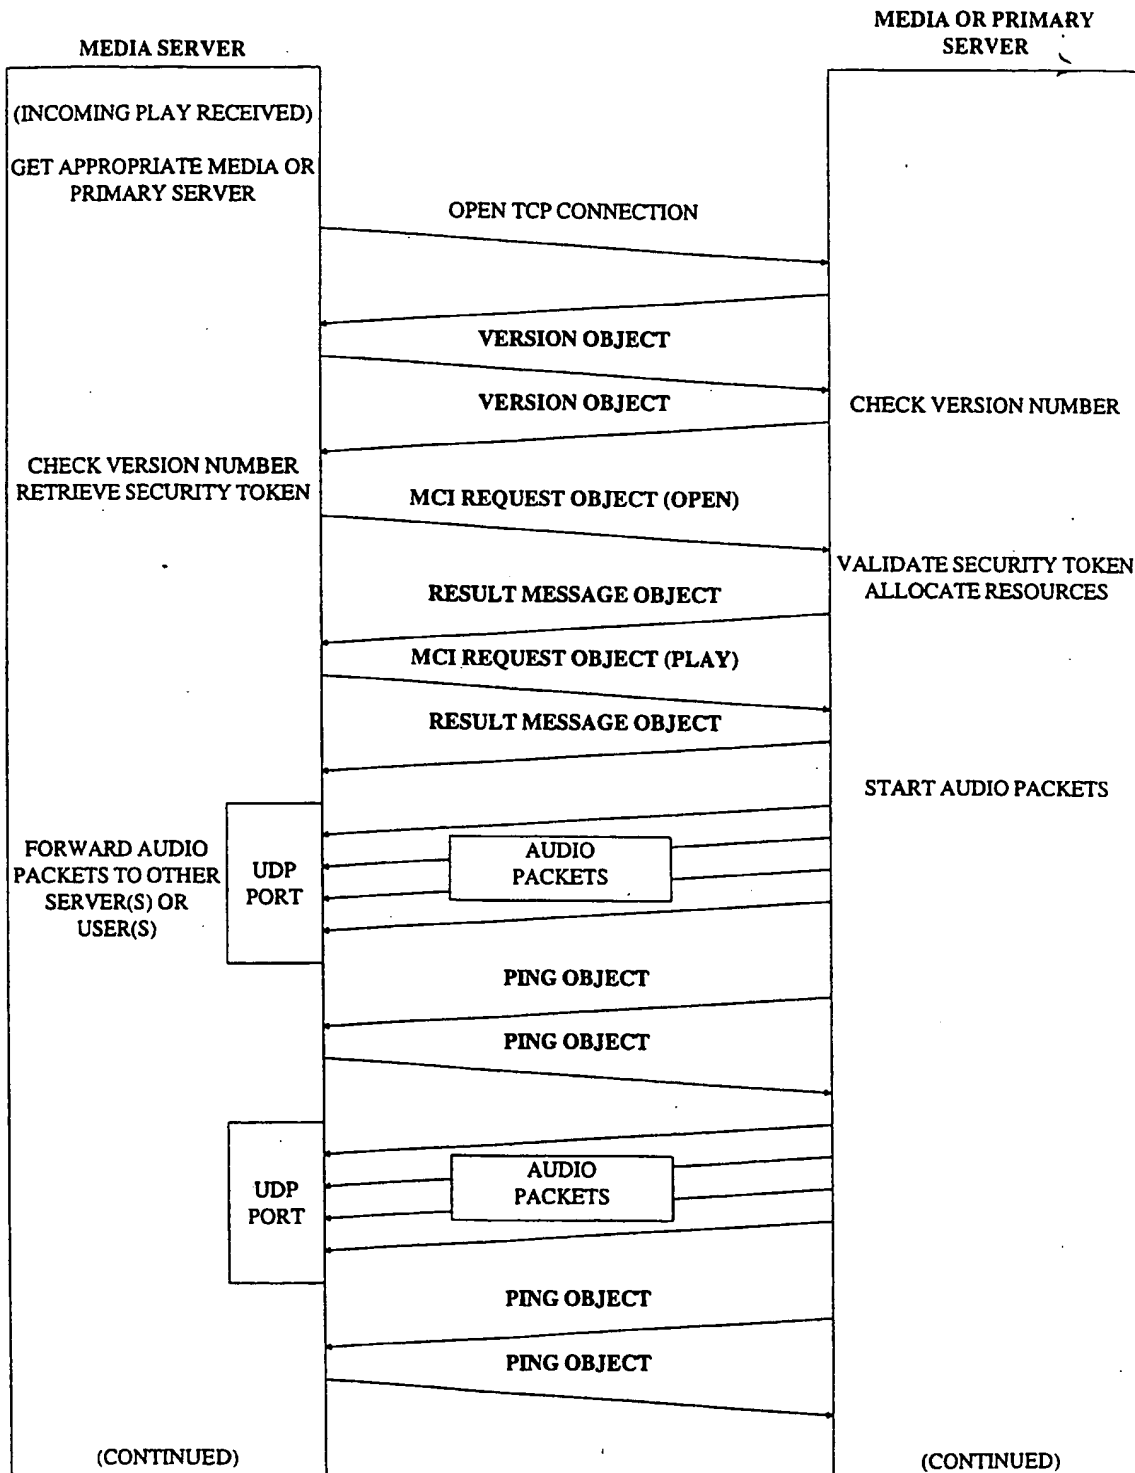 MEDIA SERVER
MEDIA OR PRIMARY
SERVER
(INCOMING PLAY RECEIVED)
GET APPROPRIATE MEDIA OR
PRIMARY SERVER
OPEN TCP CONNECTION
VERSION OBJECT
VERSION OBJECT
CHECK VERSION NUMBER
CHECK VERSION NUMBER
RETRIEVE SECURITY TOKEN
MCI REQUEST OBJECT (OPEN)
VALIDATE SECURITY TOKEN
ALLOCATE RESOURCES
RESULT MESSAGE OBJECT
MCI REQUEST OBJECT (PLAY)
RESULT MESSAGE OBJECT
START AUDIO PACKETS
FORWARD AUDIO
PACKETS TO OTHER
SERVER(S) OR
USER(S)
UDP
PORT
AUDIO
PACKETS
PING OBJECT
PING OBJECT
UDP
PORT
AUDIO
PACKETS
PING OBJECT
PING OBJECT
(CONTINUED)
(CONTINUED)